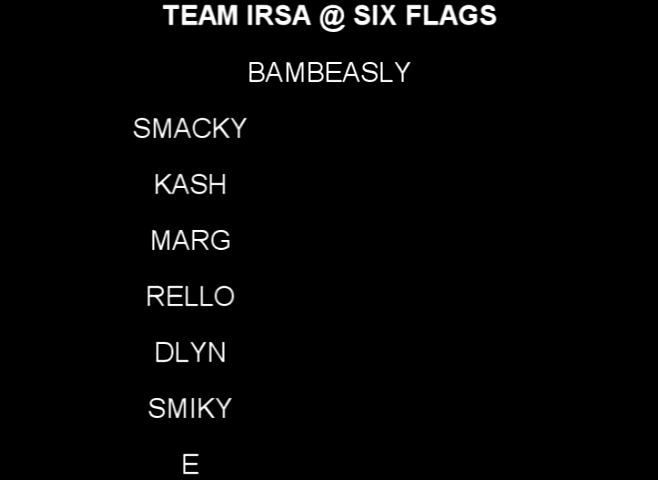 TEAM IRSA @ SIX FLAGS
BAMBEASLY
SMACKY
KASH
MARG
RELLO
DLYN
SMIKY
E